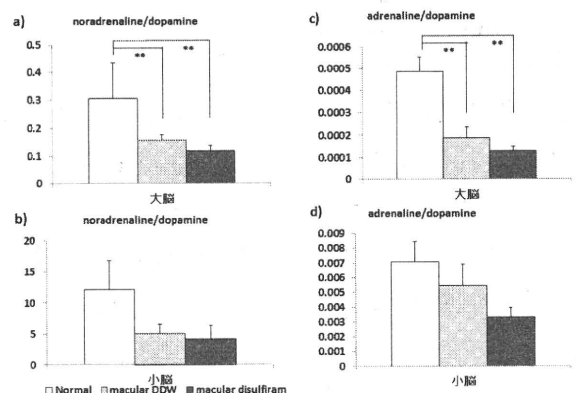 a)
noradrenaline/dopamine
0.5
0.4
0.3
0.2
0.1
0
**
**
大脳
c)
adrenaline/dopamine
0.0006
0.0005
0.0004
0.0003
0.0002
0.0001
0
**
**
大脳
b)
noradrenaline/dopamine
20
15
10
5
0
小脳
d)
adrenaline/dopamine
0.009
0.008
0.007
0.006
0.005
0.004
0.003
0.002
0.001
0
小脳
Normal macular DDW macular disulfiram